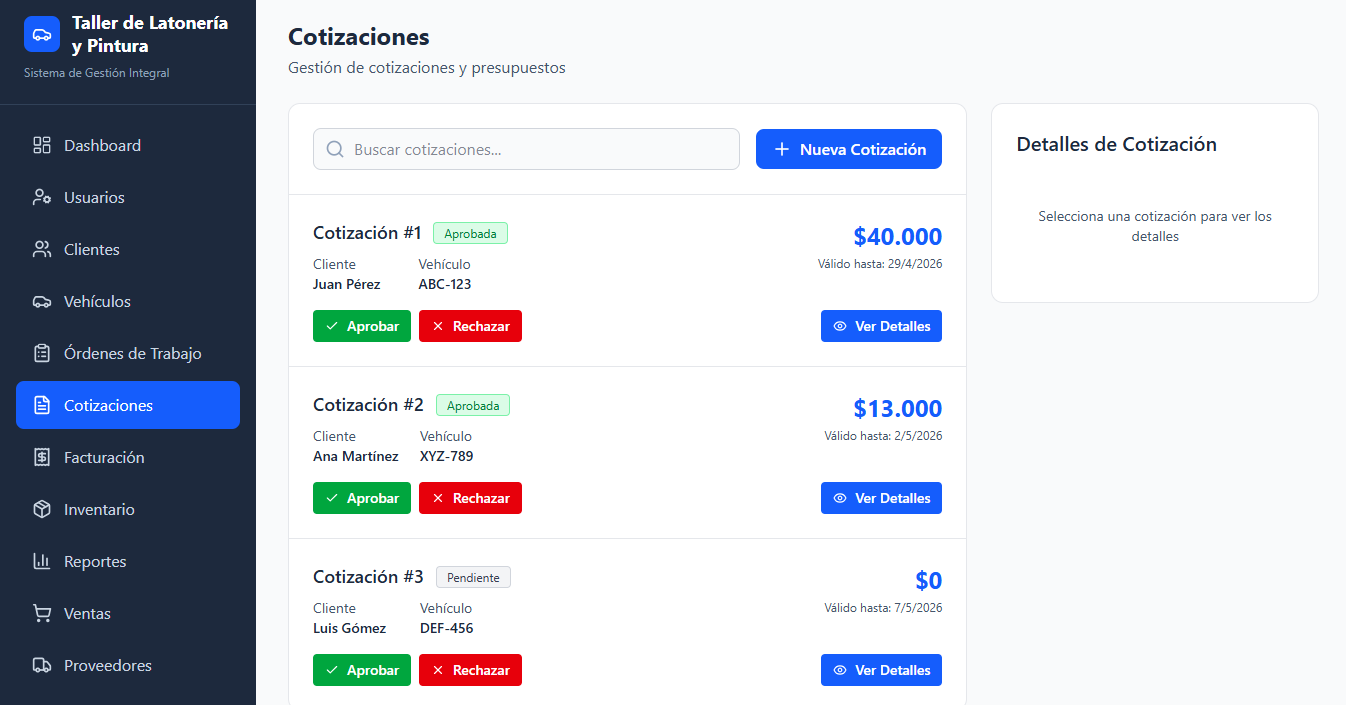 Taller de Latonería
y Pintura
Sistema de Gestión Integral
Dashboard
Usuarios
Clientes
Vehículos
Órdenes de Trabajo
Cotizaciones
Facturación
Inventario
Reportes
Ventas
Proveedores
Cotizaciones
Gestión de cotizaciones y presupuestos
Buscar cotizaciones...
Nueva Cotización
Cotización #1 Aprobada
$40.000
Cliente Vehículo
Válido hasta: 29/4/2026
Juan Pérez ABC-123
Aprobar Rechazar Ver Detalles
Cotización #2 Aprobada
$13.000
Cliente Vehículo
Válido hasta: 2/5/2026
Ana Martínez XYZ-789
Aprobar Rechazar Ver Detalles
Cotización #3 Pendiente
$0
Cliente Vehículo
Válido hasta: 7/5/2026
Luis Gómez DEF-456
Aprobar Rechazar Ver Detalles
Detalles de Cotización
Selecciona una cotización para ver los
detalles